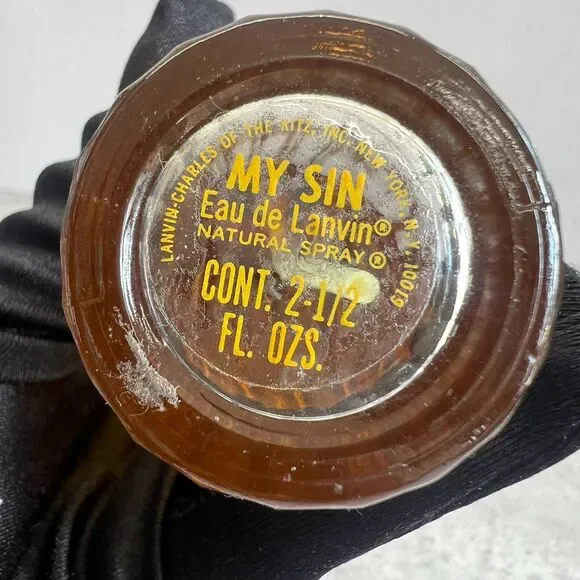 LANVIN-CHARLES OF THE RITZ, INC. NEW YORK, N.Y. 10019
MY SIN
Eau de Lanvin®
NATURAL SPRAY®
CONT. 2-1/2
FL. OZS.